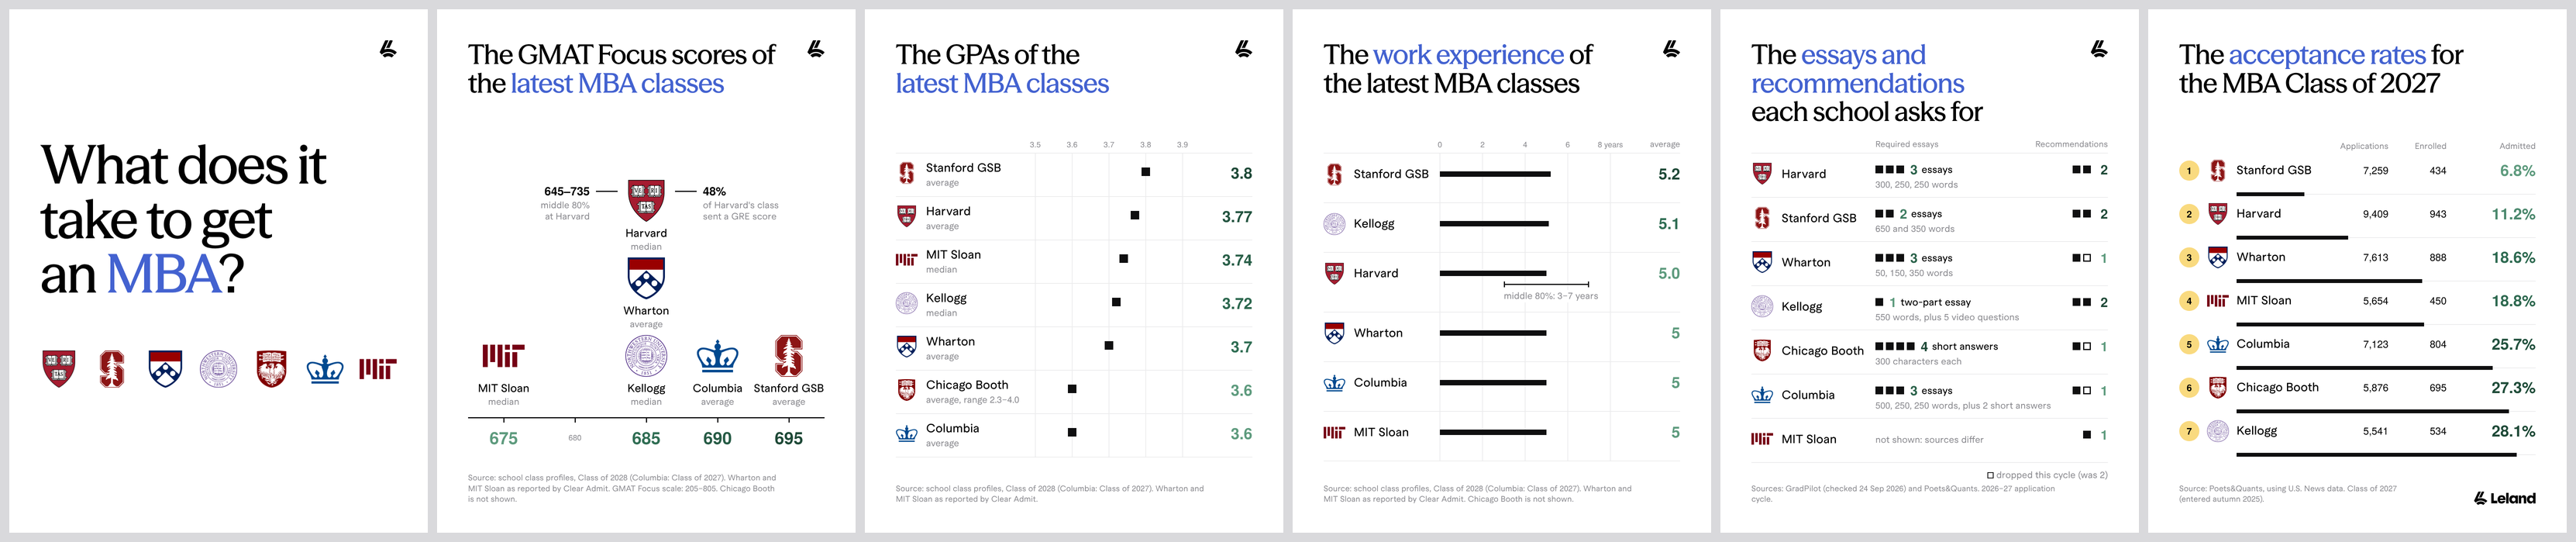 What does it
take to get
an MBA?
The GMAT Focus scores of
the latest MBA classes
645–735
middle 80%
at Harvard
48%
of Harvard's class
sent a GRE score
Harvard
median
Wharton
average
MIT Sloan
median
Kellogg
median
Columbia
average
Stanford GSB
average
675
680
685
690
695
Source: school class profiles, Class of 2028 (Columbia: Class of 2027). Wharton and
MIT Sloan as reported by Clear Admit. GMAT Focus scale: 205–805. Chicago Booth
is not shown.
The GPAs of the
latest MBA classes
3.5 3.6 3.7 3.8 3.9
Stanford GSB 3.8
average
Harvard 3.77
average
MIT Sloan 3.74
median
Kellogg 3.72
median
Wharton 3.7
average
Chicago Booth 3.6
average, range 2.3–4.0
Columbia 3.6
average
Source: school class profiles, Class of 2028 (Columbia: Class of 2027). Wharton and
MIT Sloan as reported by Clear Admit.
The work experience of
the latest MBA classes
0 2 4 6 8 years average
Stanford GSB 5.2
Kellogg 5.1
Harvard 5.0
middle 80%: 3–7 years
Wharton 5
Columbia 5
MIT Sloan 5
Source: school class profiles, Class of 2028 (Columbia: Class of 2027). Wharton and
MIT Sloan as reported by Clear Admit. Chicago Booth is not shown.
The essays and
recommendations
each school asks for
Required essays Recommendations
Harvard 3 essays 2
300, 250, 250 words
Stanford GSB 2 essays 2
650 and 350 words
Wharton 3 essays 1
50, 150, 350 words
Kellogg 1 two-part essay 2
550 words, plus 5 video questions
Chicago Booth 4 short answers 1
300 characters each
Columbia 3 essays 1
500, 250, 250 words, plus 2 short answers
MIT Sloan not shown: sources differ 1
dropped this cycle (was 2)
Sources: GradPilot (checked 24 Sep 2026) and Poets&Quants. 2026–27 application
cycle.
The acceptance rates for
the MBA Class of 2027
Applications Enrolled Admitted
1 Stanford GSB 7,259 434 6.8%
2 Harvard 9,409 943 11.2%
3 Wharton 7,613 888 18.6%
4 MIT Sloan 5,654 450 18.8%
5 Columbia 7,123 804 25.7%
6 Chicago Booth 5,876 695 27.3%
7 Kellogg 5,541 534 28.1%
Source: Poets&Quants, using U.S. News data. Class of 2027
(entered autumn 2025).
Leland